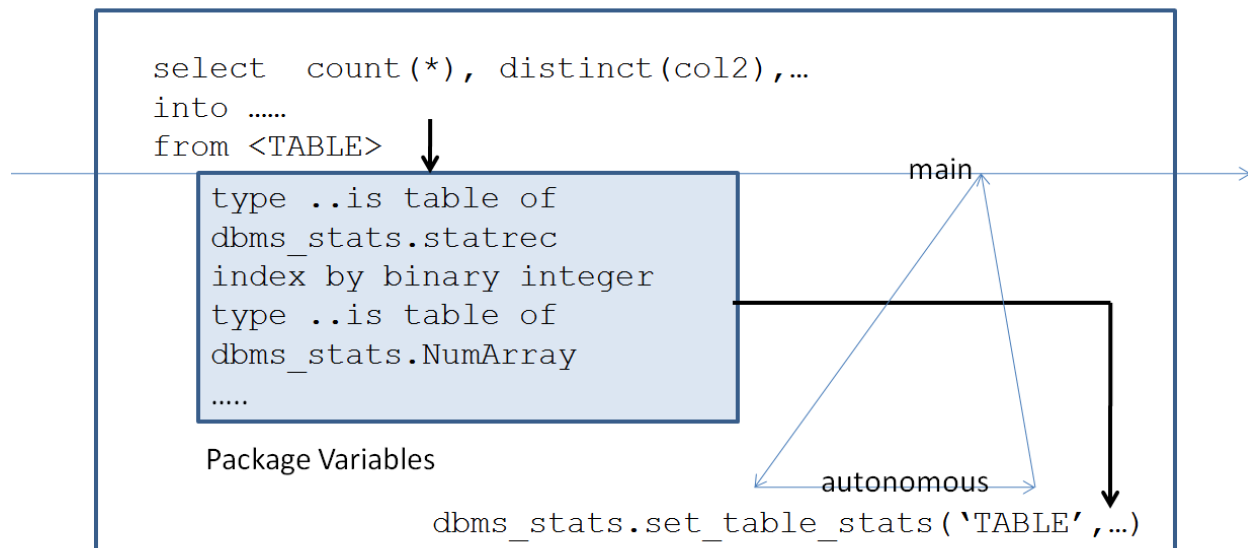 select  count(*), distinct(col2),…
into ……
from <TABLE>
main
type ..is table of
dbms_stats.statrec
index by binary integer
type ..is table of
dbms_stats.NumArray
…..
Package Variables
autonomous
dbms_stats.set_table_stats(‘TABLE’,…)